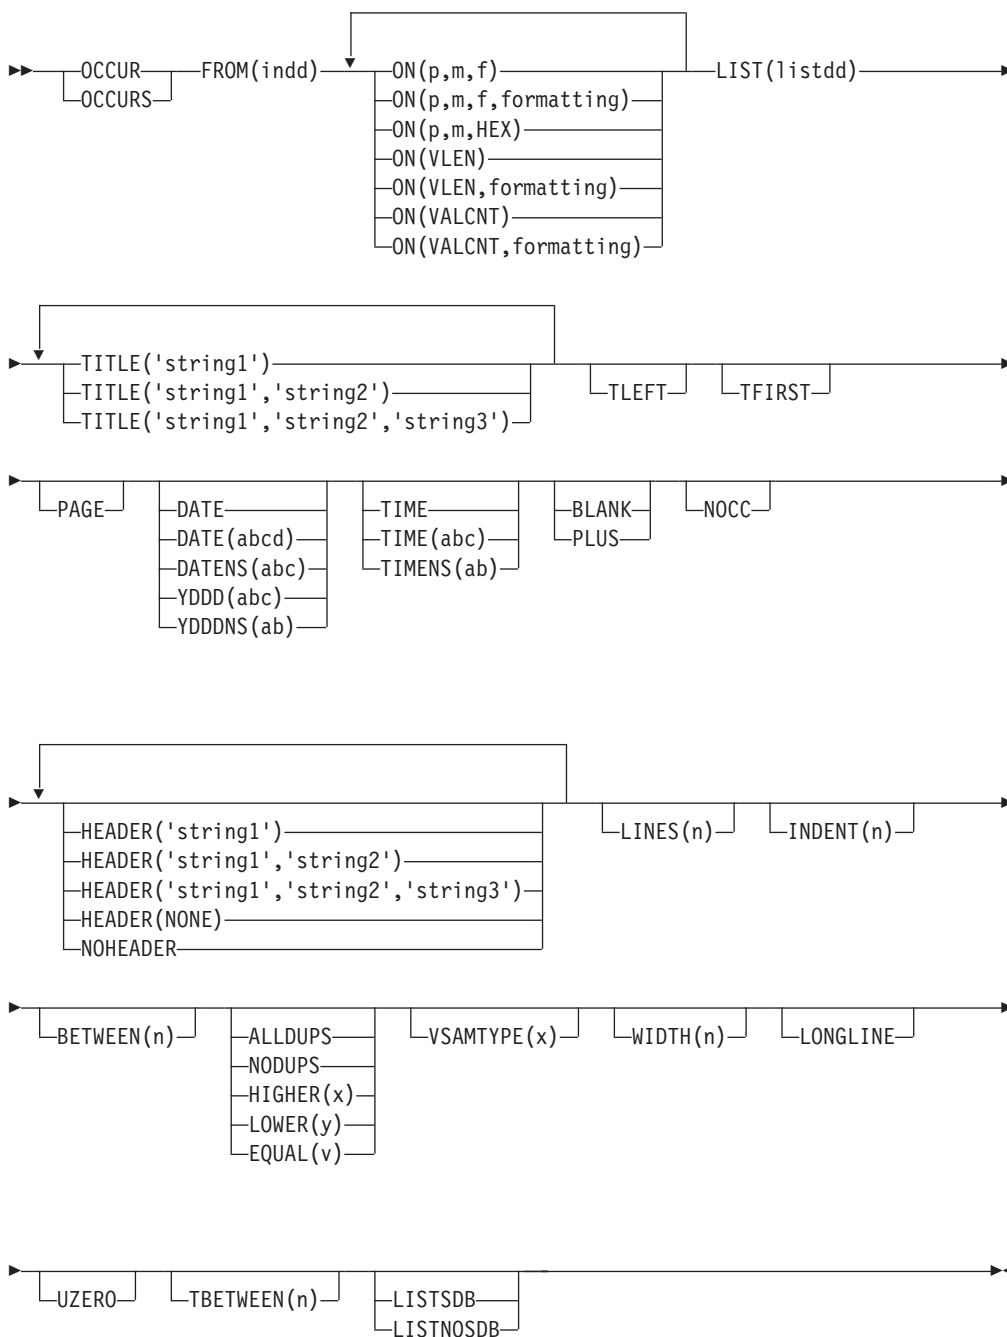 OCCUR FROM(indd) ON(p,m,f) LIST(listdd)
OCCURS ON(p,m,f,formatting)
ON(p,m,HEX)
ON(VLEN)
ON(VLEN,formatting)
ON(VALCNT)
ON(VALCNT,formatting)
TITLE('string1')
TITLE('string1','string2') TLEFT TFIRST
TITLE('string1','string2','string3')
PAGE DATE TIME BLANK NOCC
DATE(abcd) TIME(abc) PLUS
DATENS(abc) TIMENS(ab)
YDDD(abc)
YDDDNS(ab)
HEADER('string1') LINES(n) INDENT(n)
HEADER('string1','string2')
HEADER('string1','string2','string3')
HEADER(NONE)
NOHEADER
BETWEEN(n) ALLDUPS VSAMTYPE(x) WIDTH(n) LONGLINE
NODUPS
HIGHER(x)
LOWER(y)
EQUAL(v)
UZERO TBETWEEN(n) LISTSDB
LISTNOSDB